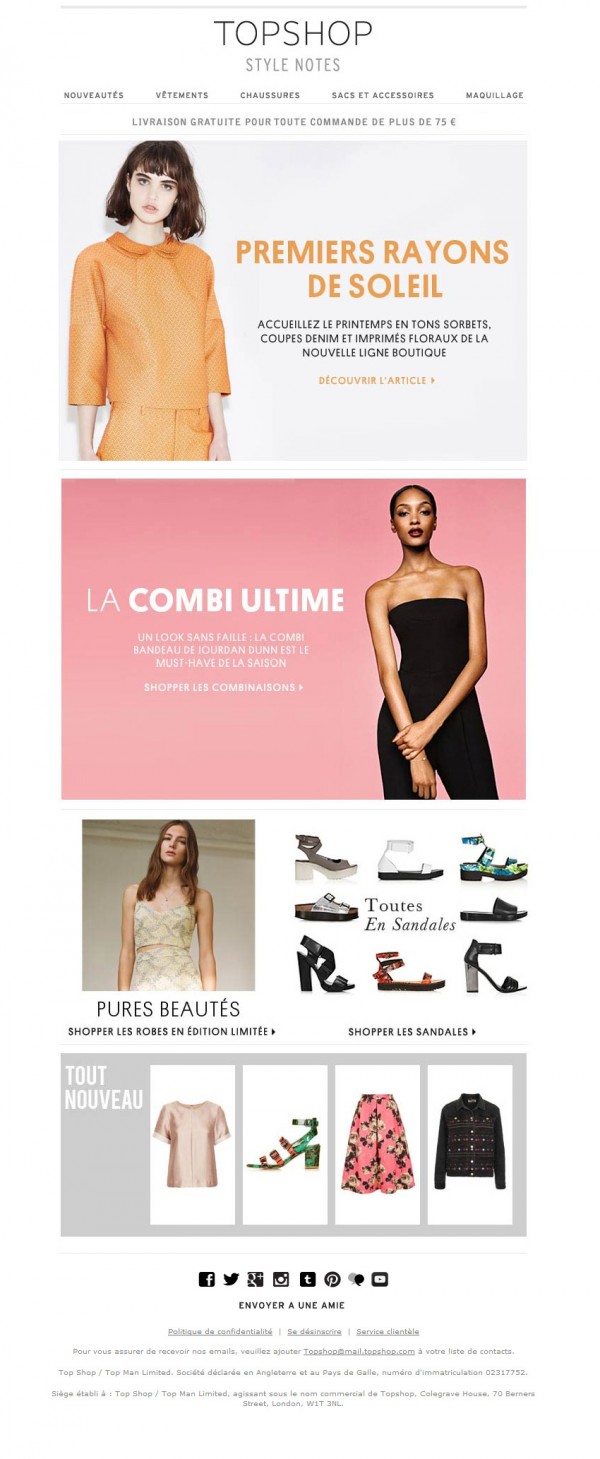 TOPSHOP
STYLE NOTES
NOUVEAUTÉS VÊTEMENTS CHAUSSURES SACS ET ACCESSOIRES MAQUILLAGE
LIVRAISON GRATUITE POUR TOUTE COMMANDE DE PLUS DE 75 €
PREMIERS RAYONS
DE SOLEIL
ACCUEILLEZ LE PRINTEMPS EN TONS SORBETS,
COUPES DENIM ET IMPRIMÉS FLORAUX DE LA
NOUVELLE LIGNE BOUTIQUE
DÉCOUVRIR L'ARTICLE
LA COMBI ULTIME
UN LOOK SANS FAILLE : LA COMBI
BANDEAU DE JOURDAN DUNN EST LE
MUST-HAVE DE LA SAISON
SHOPPER LES COMBINAISONS
PURES BEAUTÉS
SHOPPER LES ROBES EN ÉDITION LIMITÉE
Toutes
En Sandales
SHOPPER LES SANDALES
TOUT
NOUVEAU
ENVOYER A UNE AMIE
Politique de confidentialité | Se désinscrire | Service clientèle
Pour vous assurer de recevoir nos emails, veuillez ajouter Topshop@mail.topshop.com à votre liste de contacts.
Top Shop / Top Man Limited. Société déclarée en Angleterre et au Pays de Galle, numéro d'immatriculation 02317752.
Siège établi à : Top Shop / Top Man Limited, agissant sous le nom commercial de Topshop, Colegrave House, 70 Berners
Street, London, W1T 3NL.